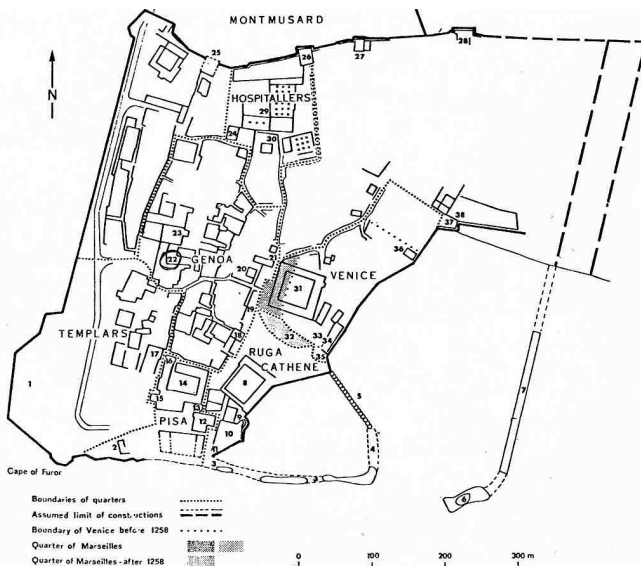 MONTMUSARD
25
26
27
28
N
HOSPITALLERS
29
24
30
38
37
23
36
GENOA
22
21
20
VENICE
31
19
TEMPLARS
32
33
18
34
RUGA
CATHENE
35
17
16
1
14
8
5
15
12
9
7
PISA
10
4
2
11
3
3
6
Cape of Furor
Boundaries of quarters
Assumed limit of constructions
Boundary of Venice before 1258
Quarter of Marseilles
Quarter of Marseilles - after 1258
0 100 200 300 m